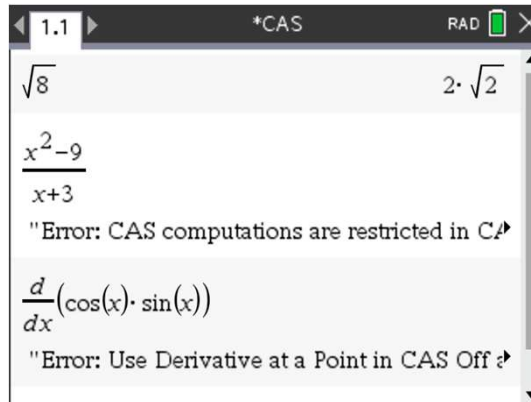 1.1 *CAS RAD
√8 2·√2
x²-9
x+3
"Error: CAS computations are restricted in CA
d
dx (cos(x)·sin(x))
"Error: Use Derivative at a Point in CAS Off